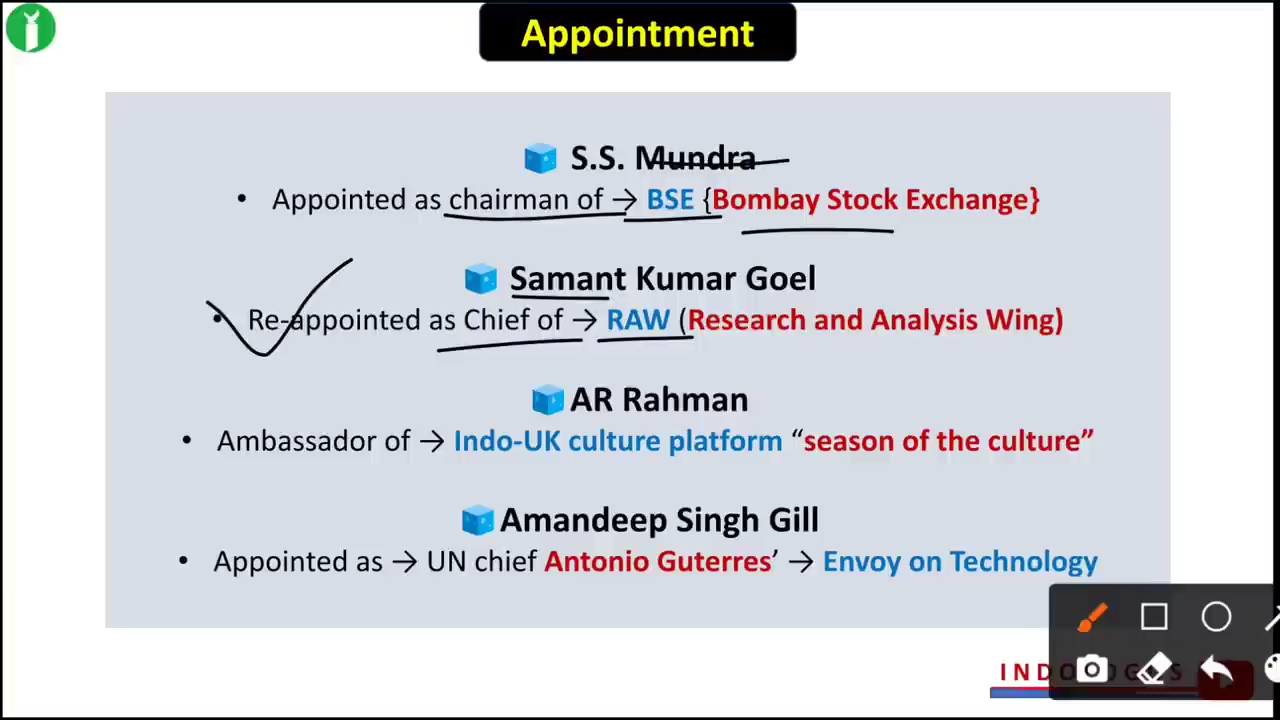 Appointment
S.S. Mundra
• Appointed as chairman of → BSE {Bombay Stock Exchange}
Samant Kumar Goel
• Re-appointed as Chief of → RAW (Research and Analysis Wing)
AR Rahman
• Ambassador of → Indo-UK culture platform “season of the culture”
Amandeep Singh Gill
• Appointed as → UN chief Antonio Guterres’ → Envoy on Technology